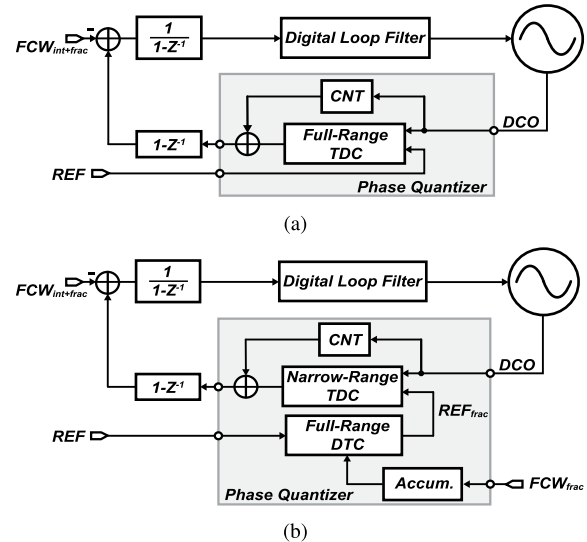 FCWint+frac
-
1
1-Z-1
Digital Loop Filter
CNT
DCO
1-Z-1
Full-Range
TDC
REF
Phase Quantizer
(a)
FCWint+frac
-
1
1-Z-1
Digital Loop Filter
CNT
DCO
1-Z-1
Narrow-Range
TDC
REFfrac
REF
Full-Range
DTC
Accum.
FCWfrac
Phase Quantizer
(b)